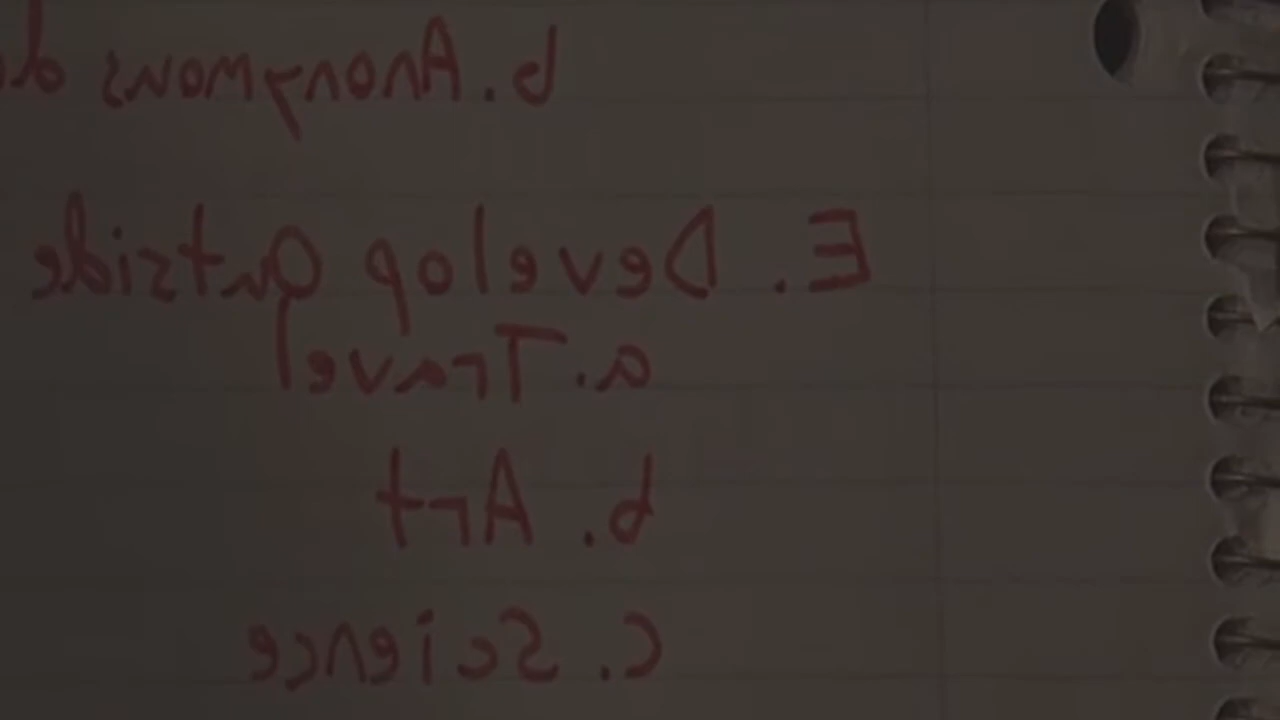 b. Anonymous
E. Develop Outside
a. Travel
b. Art
C. Science